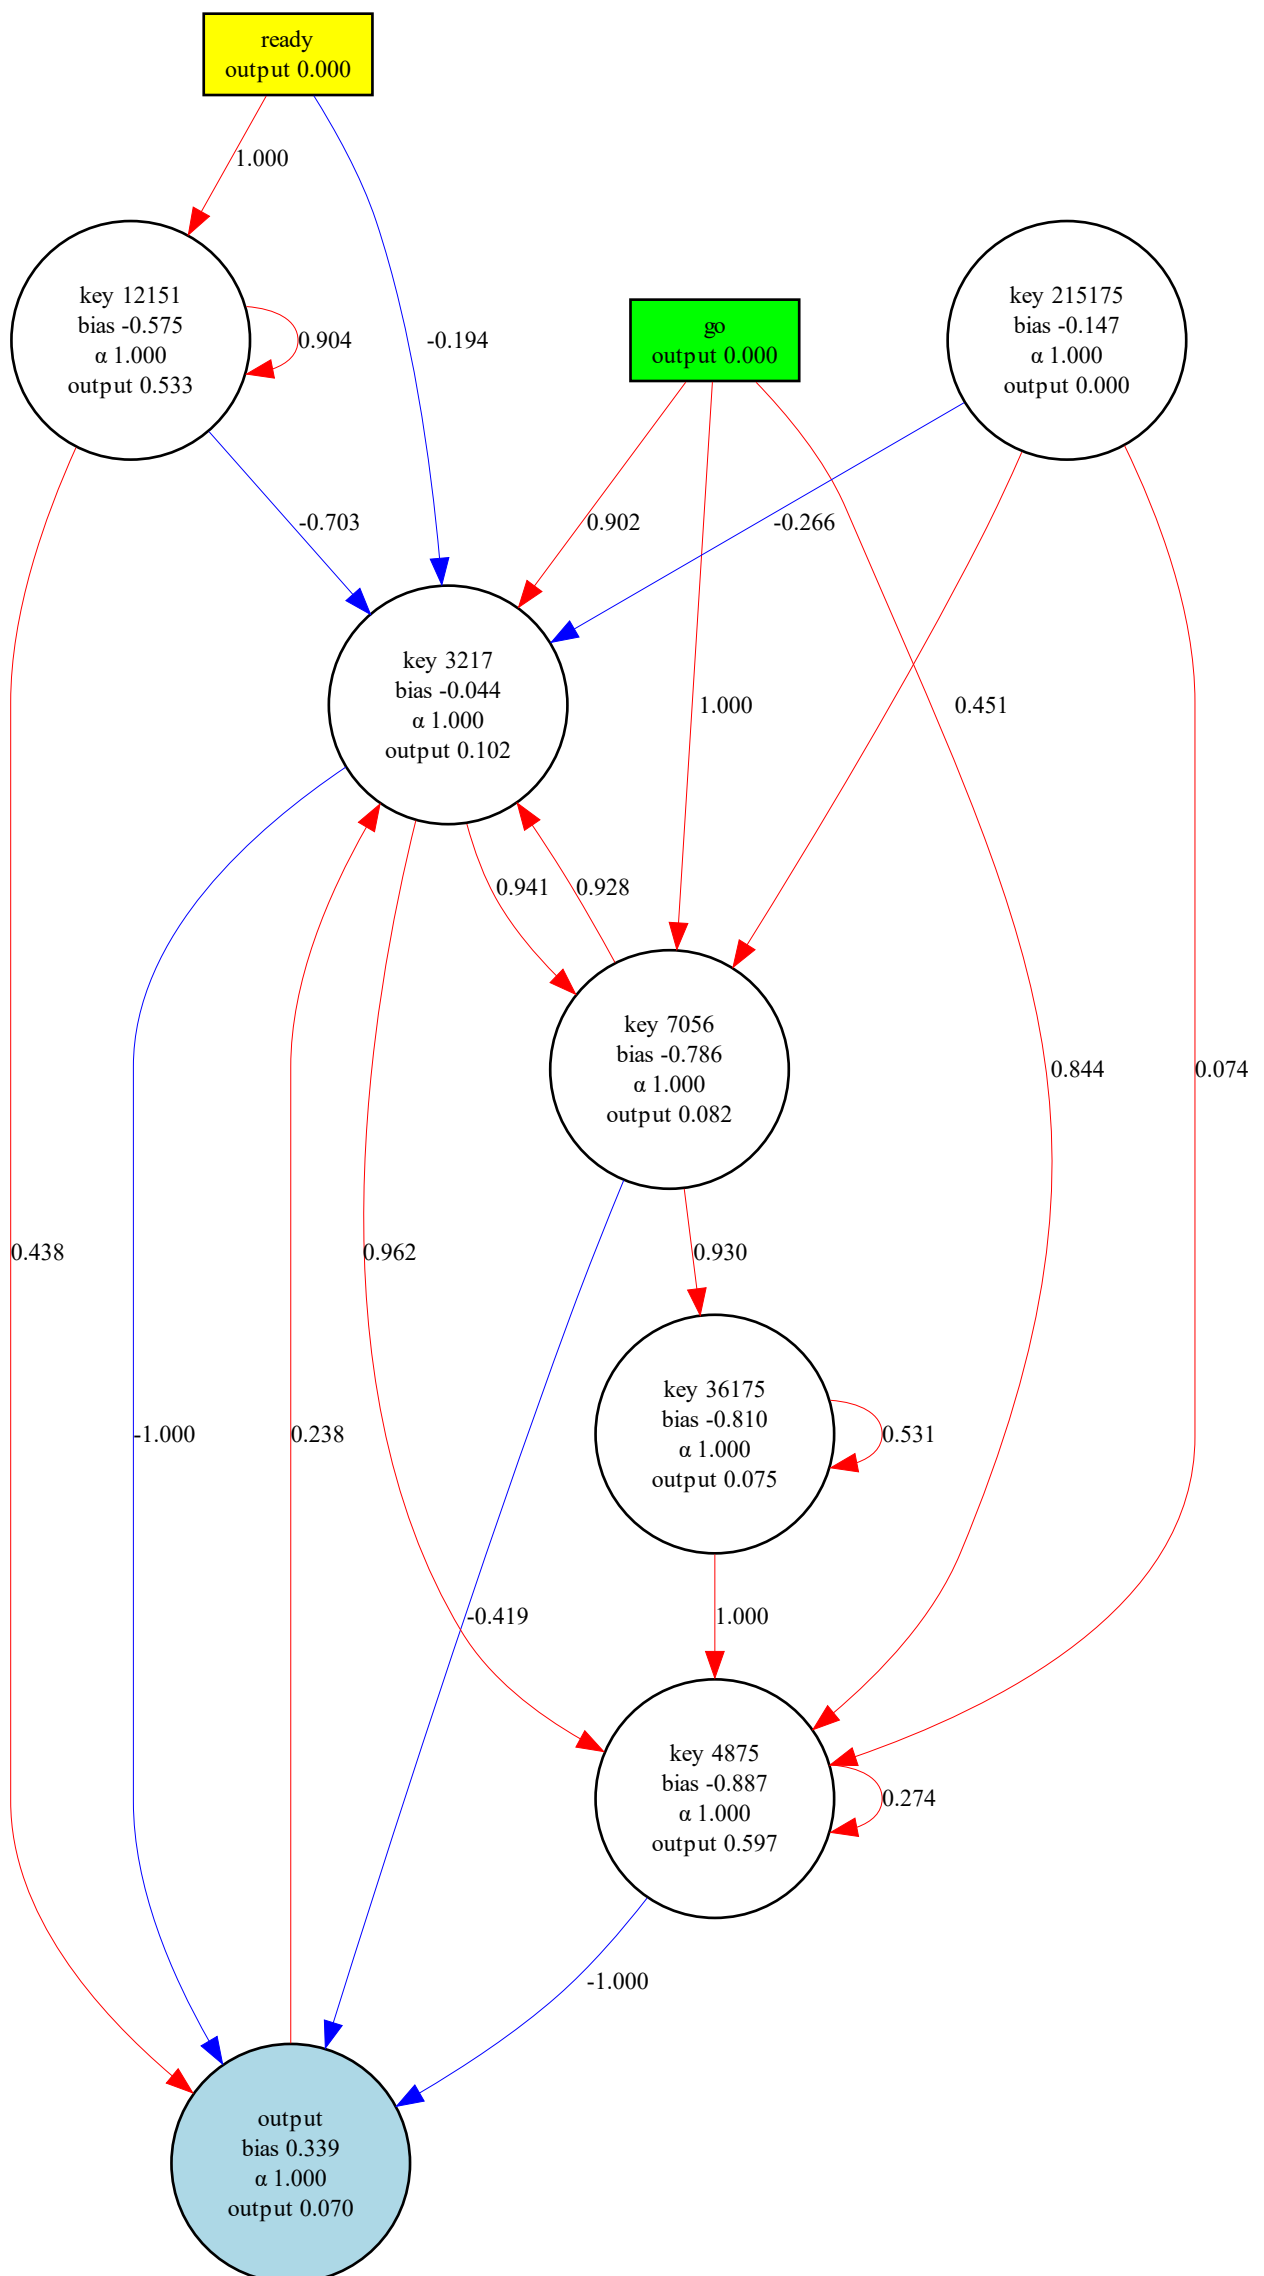 ready
output 0.000
1.000
key 12151
bias -0.575
α 1.000
output 0.533
0.904
-0.194
go
output 0.000
key 215175
bias -0.147
α 1.000
output 0.000
-0.703
0.902
-0.266
key 3217
bias -0.044
α 1.000
output 0.102
1.000
0.451
0.941
0.928
key 7056
bias -0.786
α 1.000
output 0.082
0.844
0.074
0.438
0.962
0.930
key 36175
bias -0.810
α 1.000
output 0.075
0.531
-1.000
0.238
-0.419
1.000
key 4875
bias -0.887
α 1.000
output 0.597
0.274
-1.000
output
bias 0.339
α 1.000
output 0.070